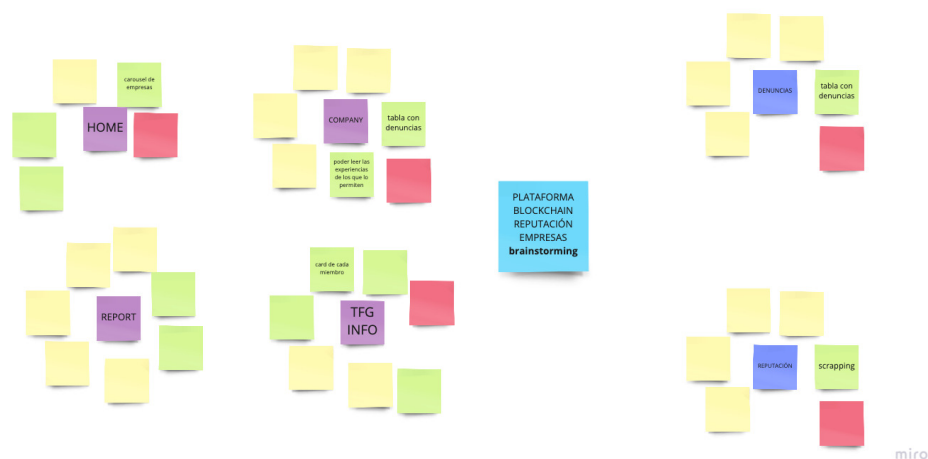 carousel de
empresas
HOME
COMPANY
tabla con
denuncias
poder leer las
experiencias
de los que lo
permitan
DENUNCIAS
tabla con
denuncias
PLATAFORMA
BLOCKCHAIN
REPUTACIÓN
EMPRESAS
brainstorming
REPORT
card de cada
miembro
TFG
INFO
REPUTACIÓN
scrapping
miro